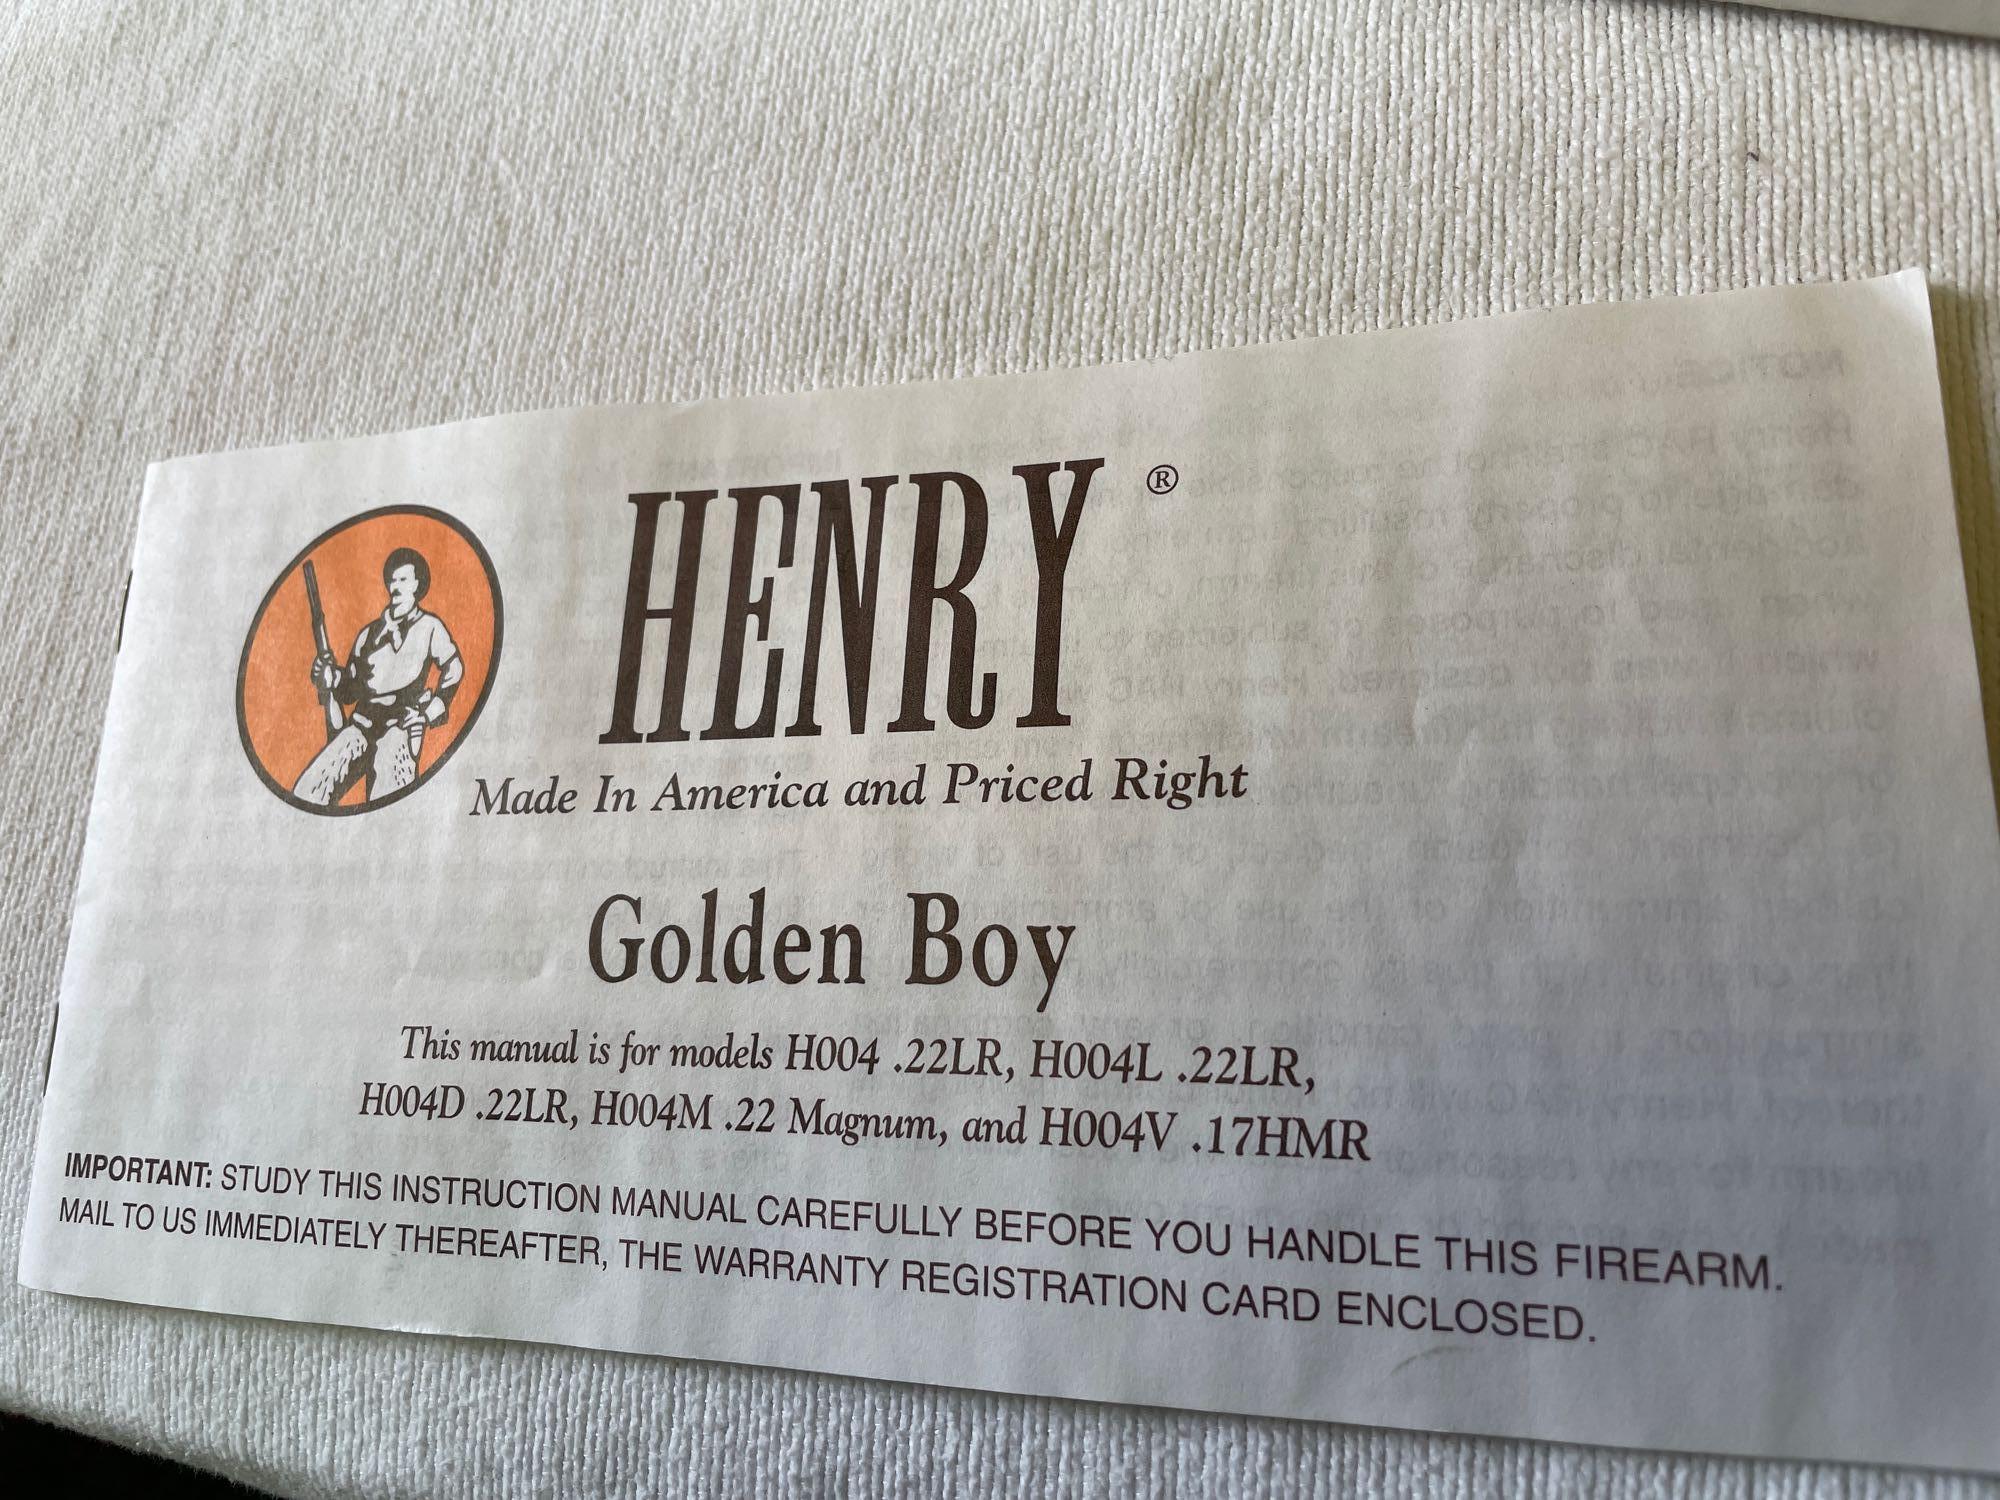 HENRY®
Made In America and Priced Right
Golden Boy
This manual is for models H004 .22LR, H004L .22LR,
H004D .22LR, H004M .22 Magnum, and H004V .17HMR
IMPORTANT: STUDY THIS INSTRUCTION MANUAL CAREFULLY BEFORE YOU HANDLE THIS FIREARM.
MAIL TO US IMMEDIATELY THEREAFTER, THE WARRANTY REGISTRATION CARD ENCLOSED.